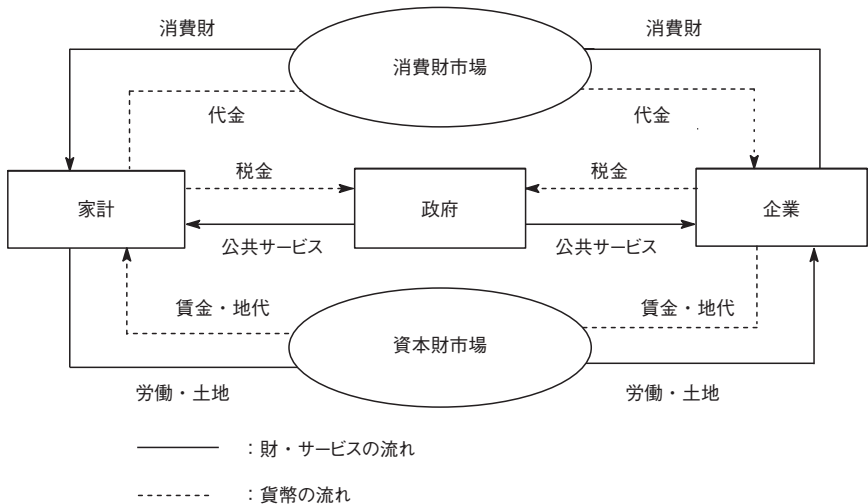 消費財 消費財
消費財市場
代金 代金
税金 税金
家計 政府 企業
公共サービス 公共サービス
賃金・地代 賃金・地代
資本財市場
労働・土地 労働・土地
：財・サービスの流れ
：貨幣の流れ